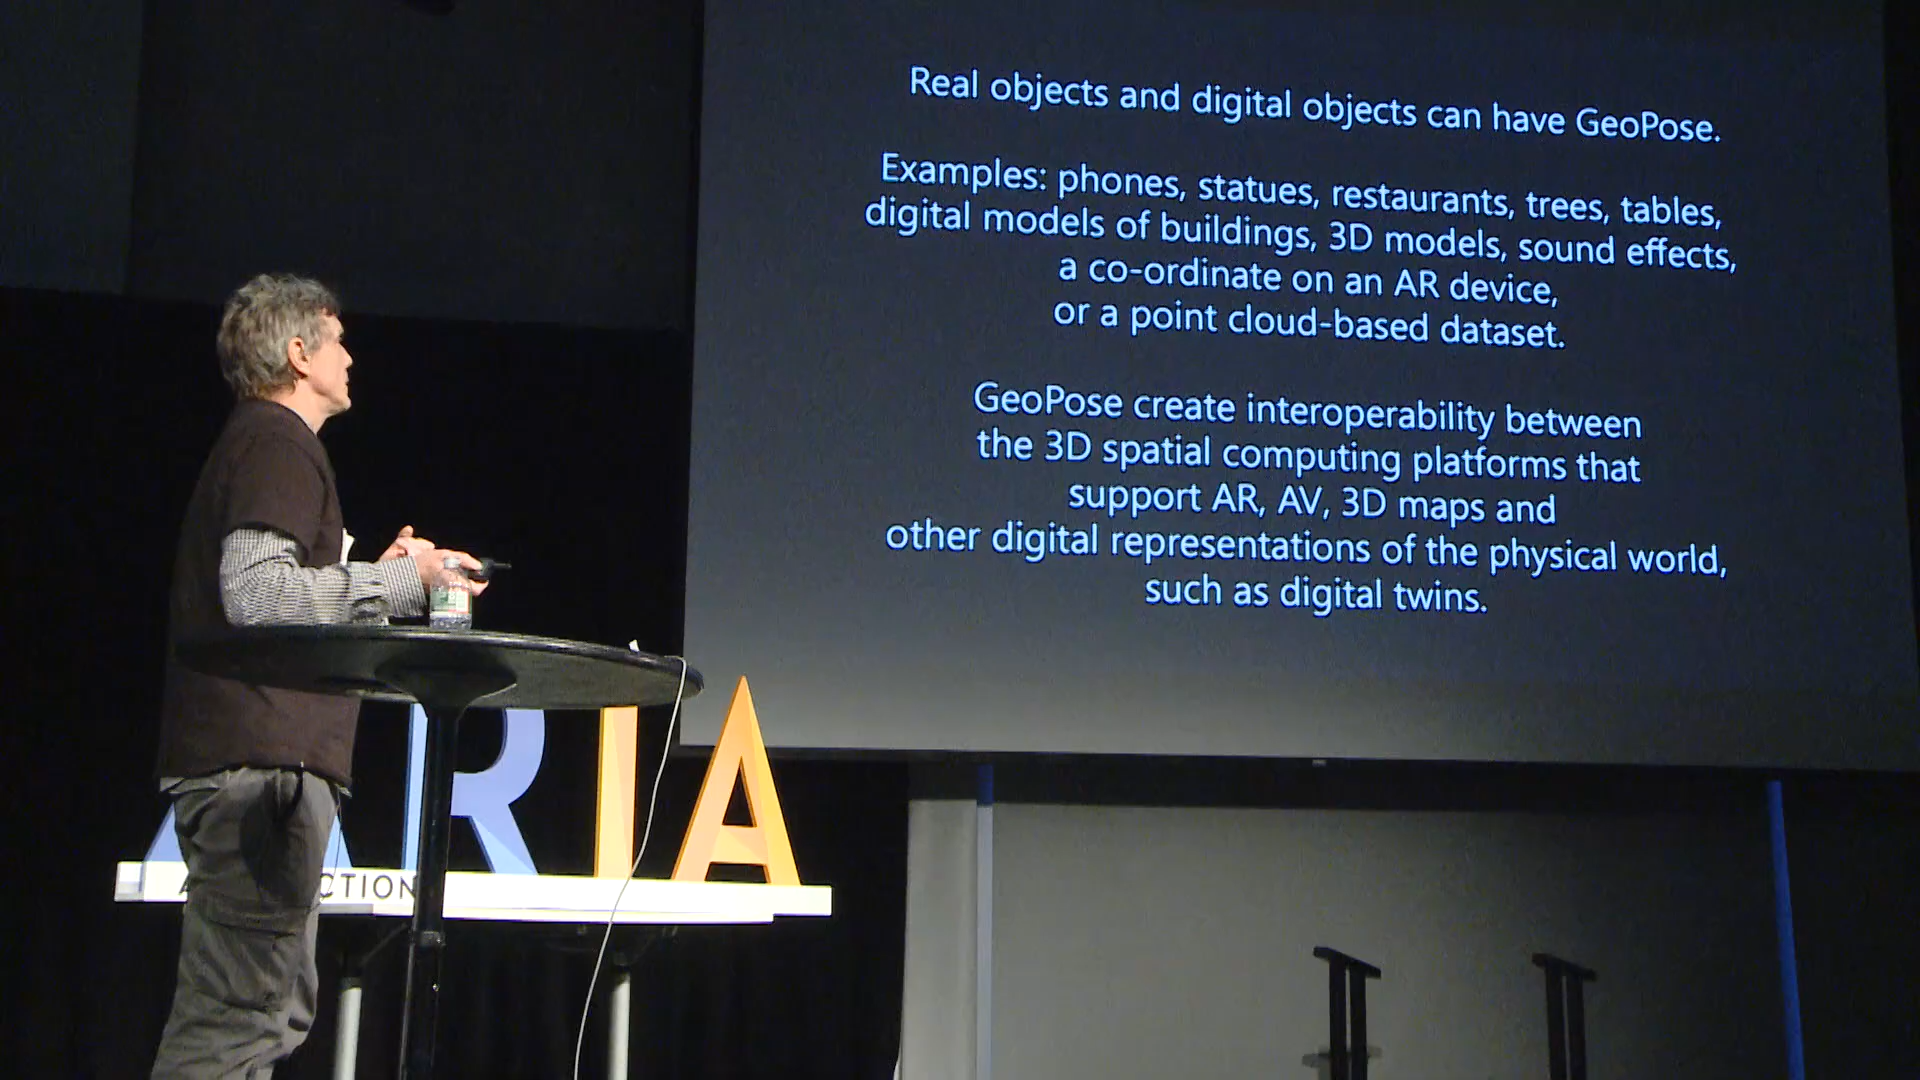 Real objects and digital objects can have GeoPose.
Examples: phones, statues, restaurants, trees, tables,
digital models of buildings, 3D models, sound effects,
a co-ordinate on an AR device,
or a point cloud-based dataset.
GeoPose create interoperability between
the 3D spatial computing platforms that
support AR, AV, 3D maps and
other digital representations of the physical world,
such as digital twins.
RIA
CTION